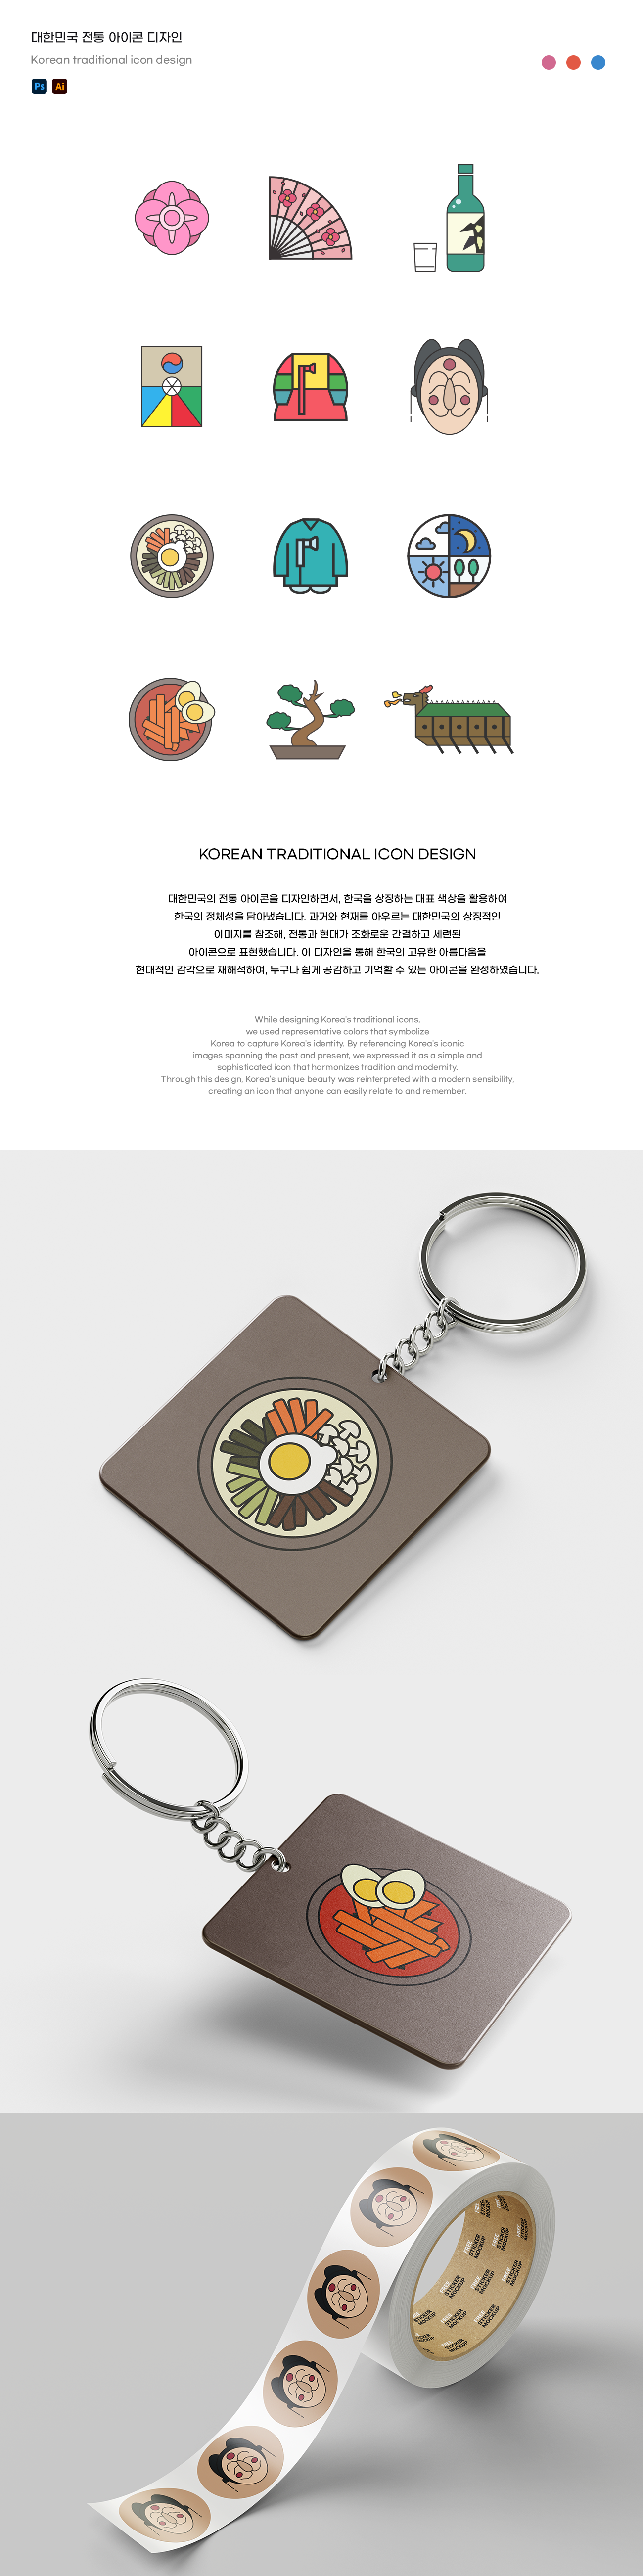 대한민국 전통 아이콘 디자인
Korean traditional icon design
Ps Ai
KOREAN TRADITIONAL ICON DESIGN
대한민국의 전통 아이콘을 디자인하면서, 한국을 상징하는 대표 색상을 활용하여
한국의 정체성을 담아냈습니다. 과거와 현재를 아우르는 대한민국의 상징적인
이미지를 참조해, 전통과 현대가 조화로운 간결하고 세련된
아이콘으로 표현했습니다. 이 디자인을 통해 한국의 고유한 아름다움을
현대적인 감각으로 재해석하여, 누구나 쉽게 공감하고 기억할 수 있는 아이콘을 완성하였습니다.
While designing Korea's traditional icons,
we used representative colors that symbolize
Korea to capture Korea's identity. By referencing Korea's iconic
images spanning the past and present, we expressed it as a simple and
sophisticated icon that harmonizes tradition and modernity.
Through this design, Korea's unique beauty was reinterpreted with a modern sensibility,
creating an icon that anyone can easily relate to and remember.
FREE
STICKER
MOCKUP